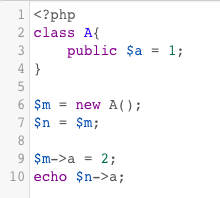 1 <?php
2 class A{
3     public $a = 1;
4 }
5
6 $m = new A();
7 $n = $m;
8
9 $m->a = 2;
10 echo $n->a;